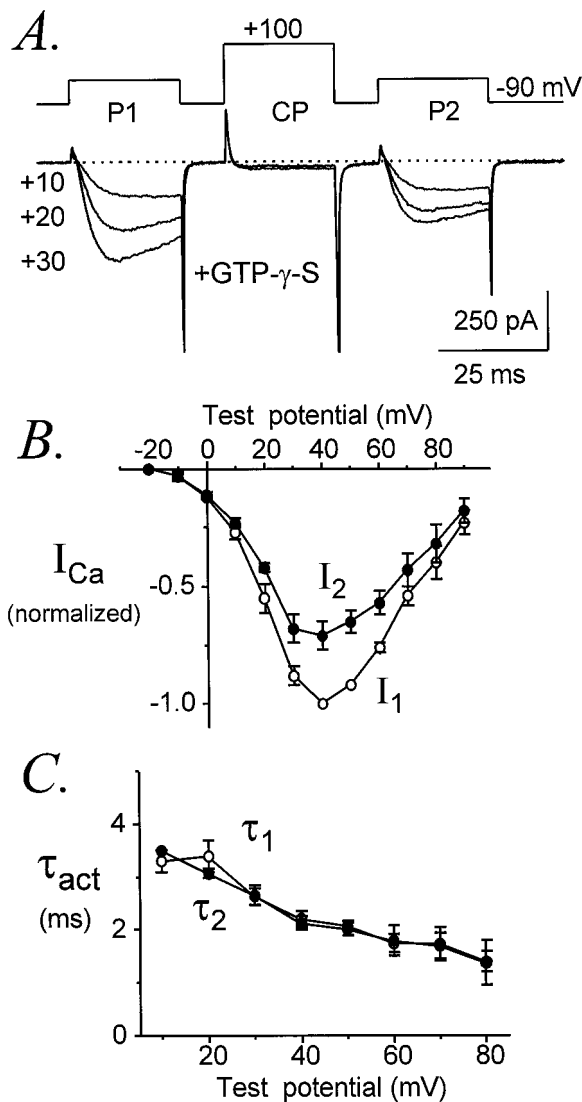 A.
+100
-90 mV
P1 CP P2
+10
+20
+30
+GTP-γ-S
250 pA
25 ms
B.
Test potential (mV)
-20 0 20 40 60 80
I_Ca
(normalized)
-0.5
-1.0
I_2
I_1
C.
4
2
0
τ_act
(ms)
τ_1
τ_2
20 40 60 80
Test potential (mV)